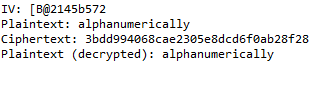 IV: [B@2145b572
Plaintext: alphanumerically
Ciphertext: 3bdd994068cae2305e8dcd6f0ab28f28
Plaintext (decrypted): alphanumerically